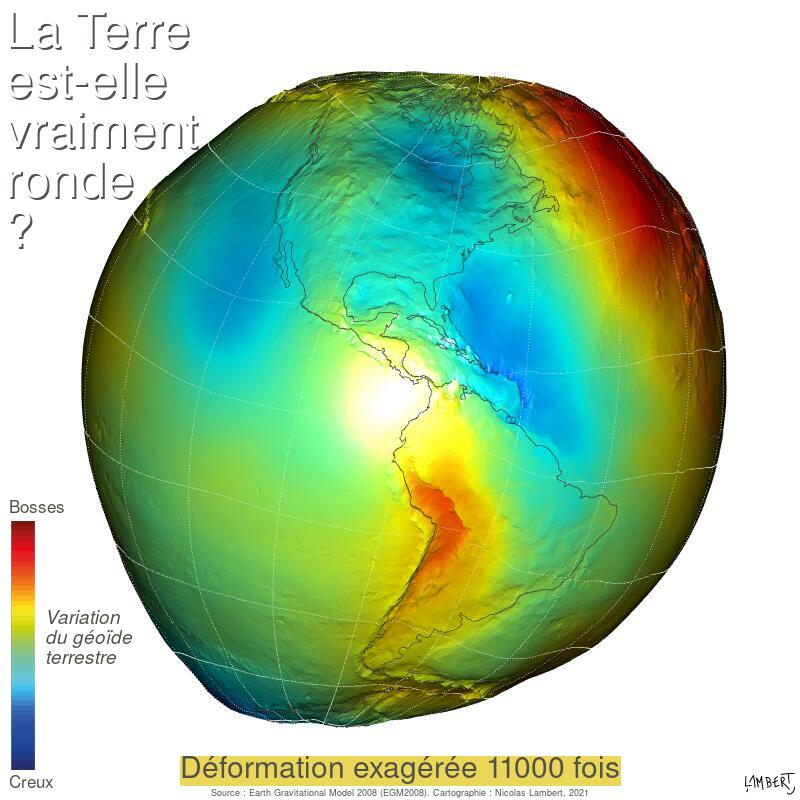 La Terre
est-elle
vraiment
ronde
?
Bosses
Variation
du géoïde
terrestre
Creux
Déformation exagérée 11000 fois
Source : Earth Gravitational Model 2008 (EGM2008). Cartographie : Nicolas Lambert, 2021
LAMBERT